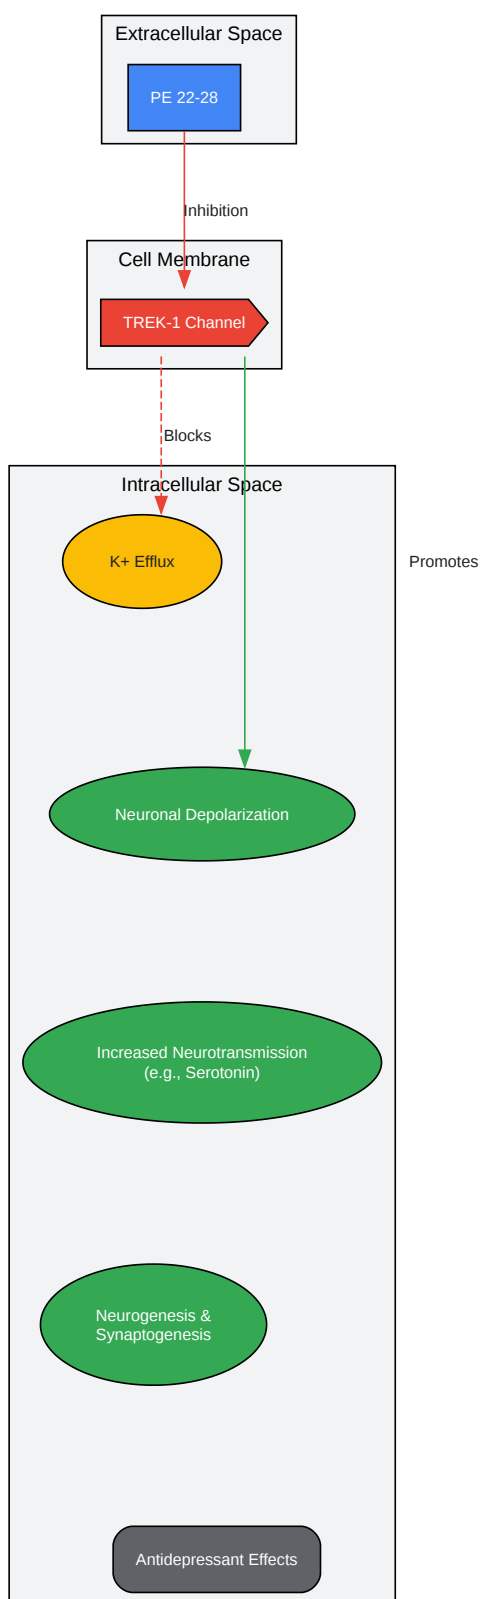 Extracellular Space
PE 22-28
Inhibition
Cell Membrane
TREK-1 Channel
Blocks
Intracellular Space
K+ Efflux
Promotes
Neuronal Depolarization
Increased Neurotransmission
(e.g., Serotonin)
Neurogenesis &
Synaptogenesis
Antidepressant Effects